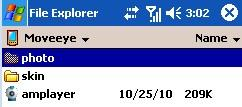 File Explorer 3:02
Moveeye Name
photo
skin
amplayer 10/25/10 209K